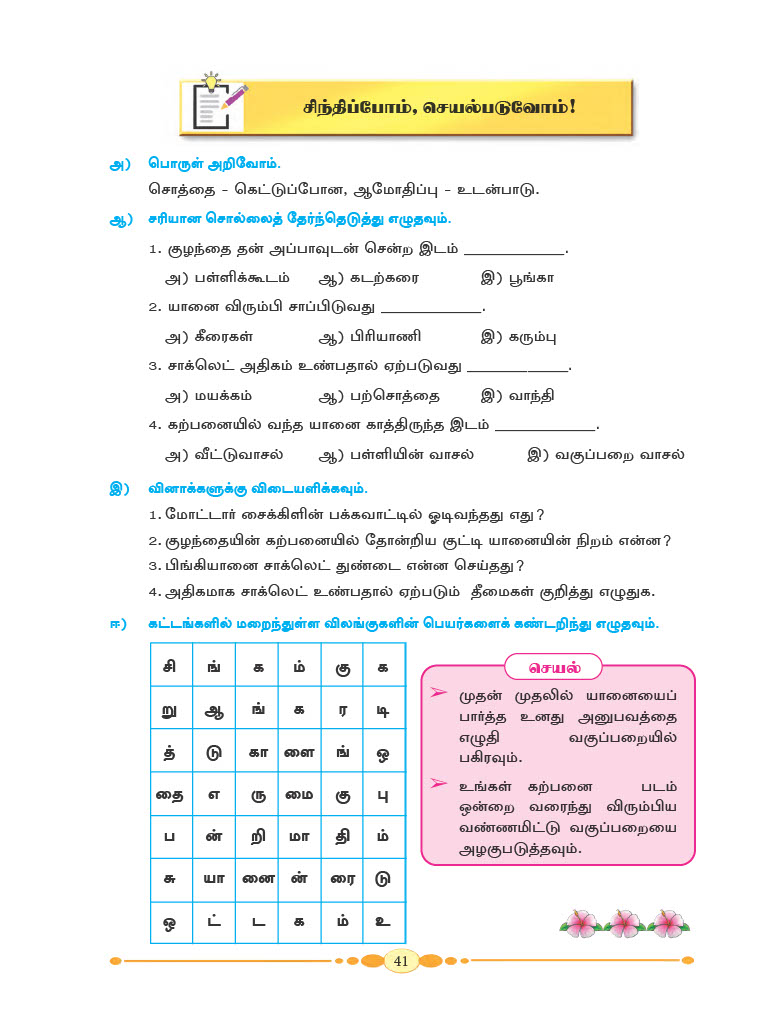 சிந்திப்போம், செயல்படுவோம்!
அ) பொருள் அறிவோம்.
சொத்தை - கெட்டுப்போன, ஆமோதிப்பு - உடன்பாடு.
ஆ) சரியான சொல்லைத் தேர்ந்தெடுத்து எழுதவும்.
1. குழந்தை தன் அப்பாவுடன் சென்ற இடம் ____________.
அ) பள்ளிக்கூடம் ஆ) கடற்கரை இ) பூங்கா
2. யானை விரும்பி சாப்பிடுவது ____________.
அ) கீரைகள் ஆ) பிரியாணி இ) கரும்பு
3. சாக்லெட் அதிகம் உண்பதால் ஏற்படுவது ____________.
அ) மயக்கம் ஆ) பற்சொத்தை இ) வாந்தி
4. கற்பனையில் வந்த யானை காத்திருந்த இடம் ____________.
அ) வீட்டுவாசல் ஆ) பள்ளியின் வாசல் இ) வகுப்பறை வாசல்
இ) வினாக்களுக்கு விடையளிக்கவும்.
1. மோட்டார் சைக்கிளின் பக்கவாட்டில் ஓடிவந்தது எது?
2. குழந்தையின் கற்பனையில் தோன்றிய குட்டி யானையின் நிறம் என்ன?
3. பிங்கியானை சாக்லெட் துண்டை என்ன செய்தது?
4. அதிகமாக சாக்லெட் உண்பதால் ஏற்படும் தீமைகள் குறித்து எழுதுக.
ஈ) கட்டங்களில் மறைந்துள்ள விலங்குகளின் பெயர்களைக் கண்டறிந்து எழுதவும்.
சி ங் க ம் கு க
று ஆ ங் க ர டி
த் டு கா ளை ங் ஒ
தை எ ரு மை கு பு
ப ன் றி மா தி ம்
சு யா னை ன் ரை டு
ஒ ட் ட க ம் உ
செயல்
முதன் முதலில் யானையைப்
பார்த்த உனது அனுபவத்தை
எழுதி வகுப்பறையில்
பகிரவும்.
உங்கள் கற்பனை படம்
ஒன்றை வரைந்து விரும்பிய
வண்ணமிட்டு வகுப்பறையை
அழகுபடுத்தவும்.
41